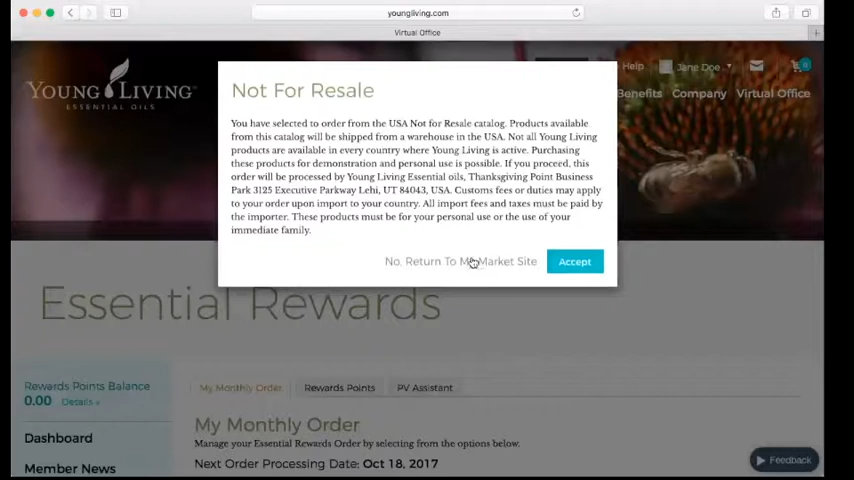 youngliving.com
Virtual Office
YOUNG LIVING
ESSENTIAL OILS
Help
Jane Doe
0
Benefits Company Virtual Office
Not For Resale
You have selected to order from the USA Not for Resale catalog. Products available
from this catalog will be shipped from a warehouse in the USA. Not all Young Living
products are available in every country where Young Living is active. Purchasing
these products for demonstration and personal use is possible. If you proceed, this
order will be processed by Young Living Essential oils, Thanksgiving Point Business
Park 3125 Executive Parkway Lehi, UT 84043, USA. Customs fees or duties may apply
to your order upon import to your country. All import fees and taxes must be paid by
the importer. These products must be for your personal use or the use of your
immediate family.
No, Return To My Market Site
Accept
Essential Rewards
Rewards Points Balance
0.00 Details »
Dashboard
Member News
My Monthly Order
Rewards Points
PV Assistant
My Monthly Order
Manage your Essential Rewards Order by selecting from the options below.
Next Order Processing Date: Oct 18, 2017
Feedback